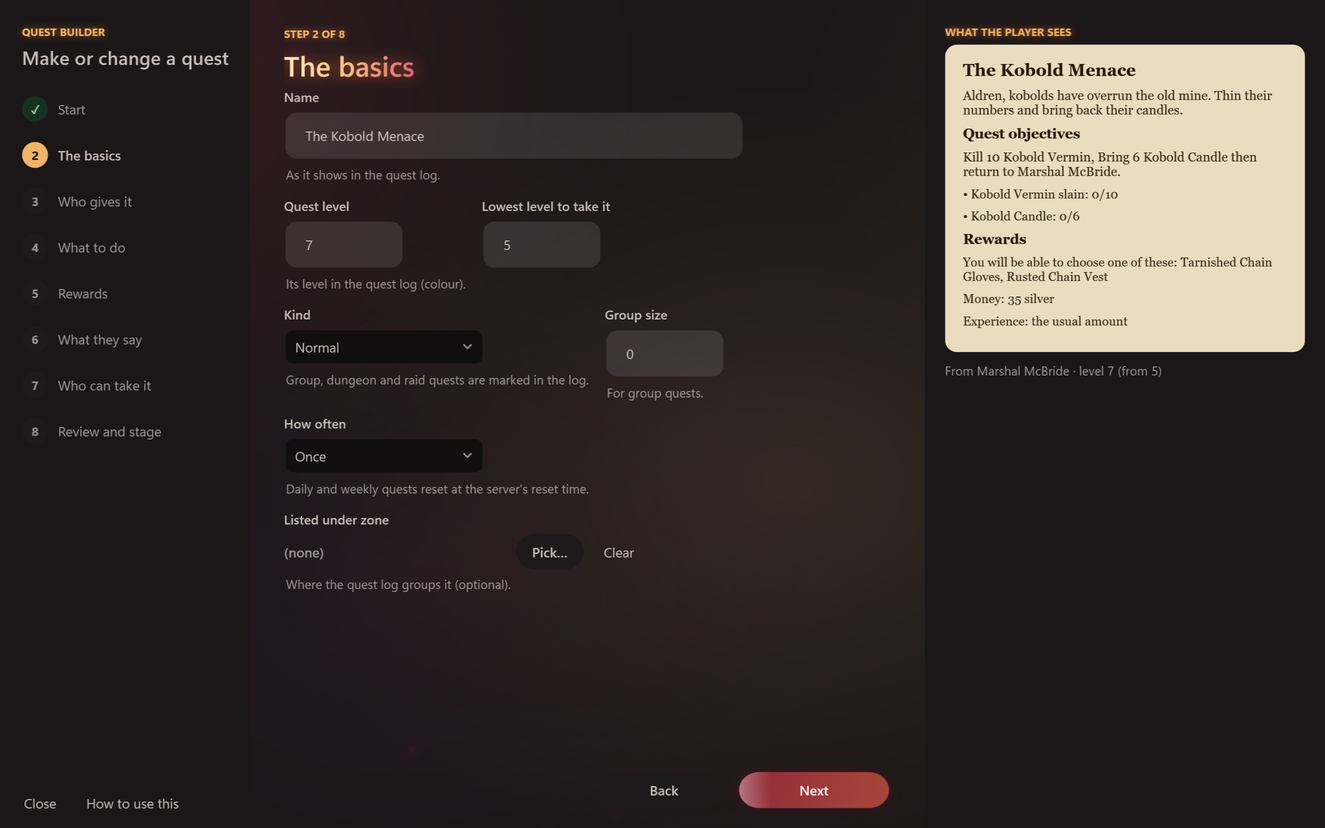 QUEST BUILDER
Make or change a quest
✓ Start
2 The basics
3 Who gives it
4 What to do
5 Rewards
6 What they say
7 Who can take it
8 Review and stage
Close How to use this
STEP 2 OF 8
The basics
Name
The Kobold Menace
As it shows in the quest log.
Quest level Lowest level to take it
7 5
Its level in the quest log (colour).
Kind Group size
Normal 0
Group, dungeon and raid quests are marked in the log.
For group quests.
How often
Once
Daily and weekly quests reset at the server's reset time.
Listed under zone
(none) Pick... Clear
Where the quest log groups it (optional).
Back Next
WHAT THE PLAYER SEES
The Kobold Menace
Aldren, kobolds have overrun the old mine. Thin their
numbers and bring back their candles.
Quest objectives
Kill 10 Kobold Vermin, Bring 6 Kobold Candle then
return to Marshal McBride.
• Kobold Vermin slain: 0/10
• Kobold Candle: 0/6
Rewards
You will be able to choose one of these: Tarnished Chain
Gloves, Rusted Chain Vest
Money: 35 silver
Experience: the usual amount
From Marshal McBride · level 7 (from 5)